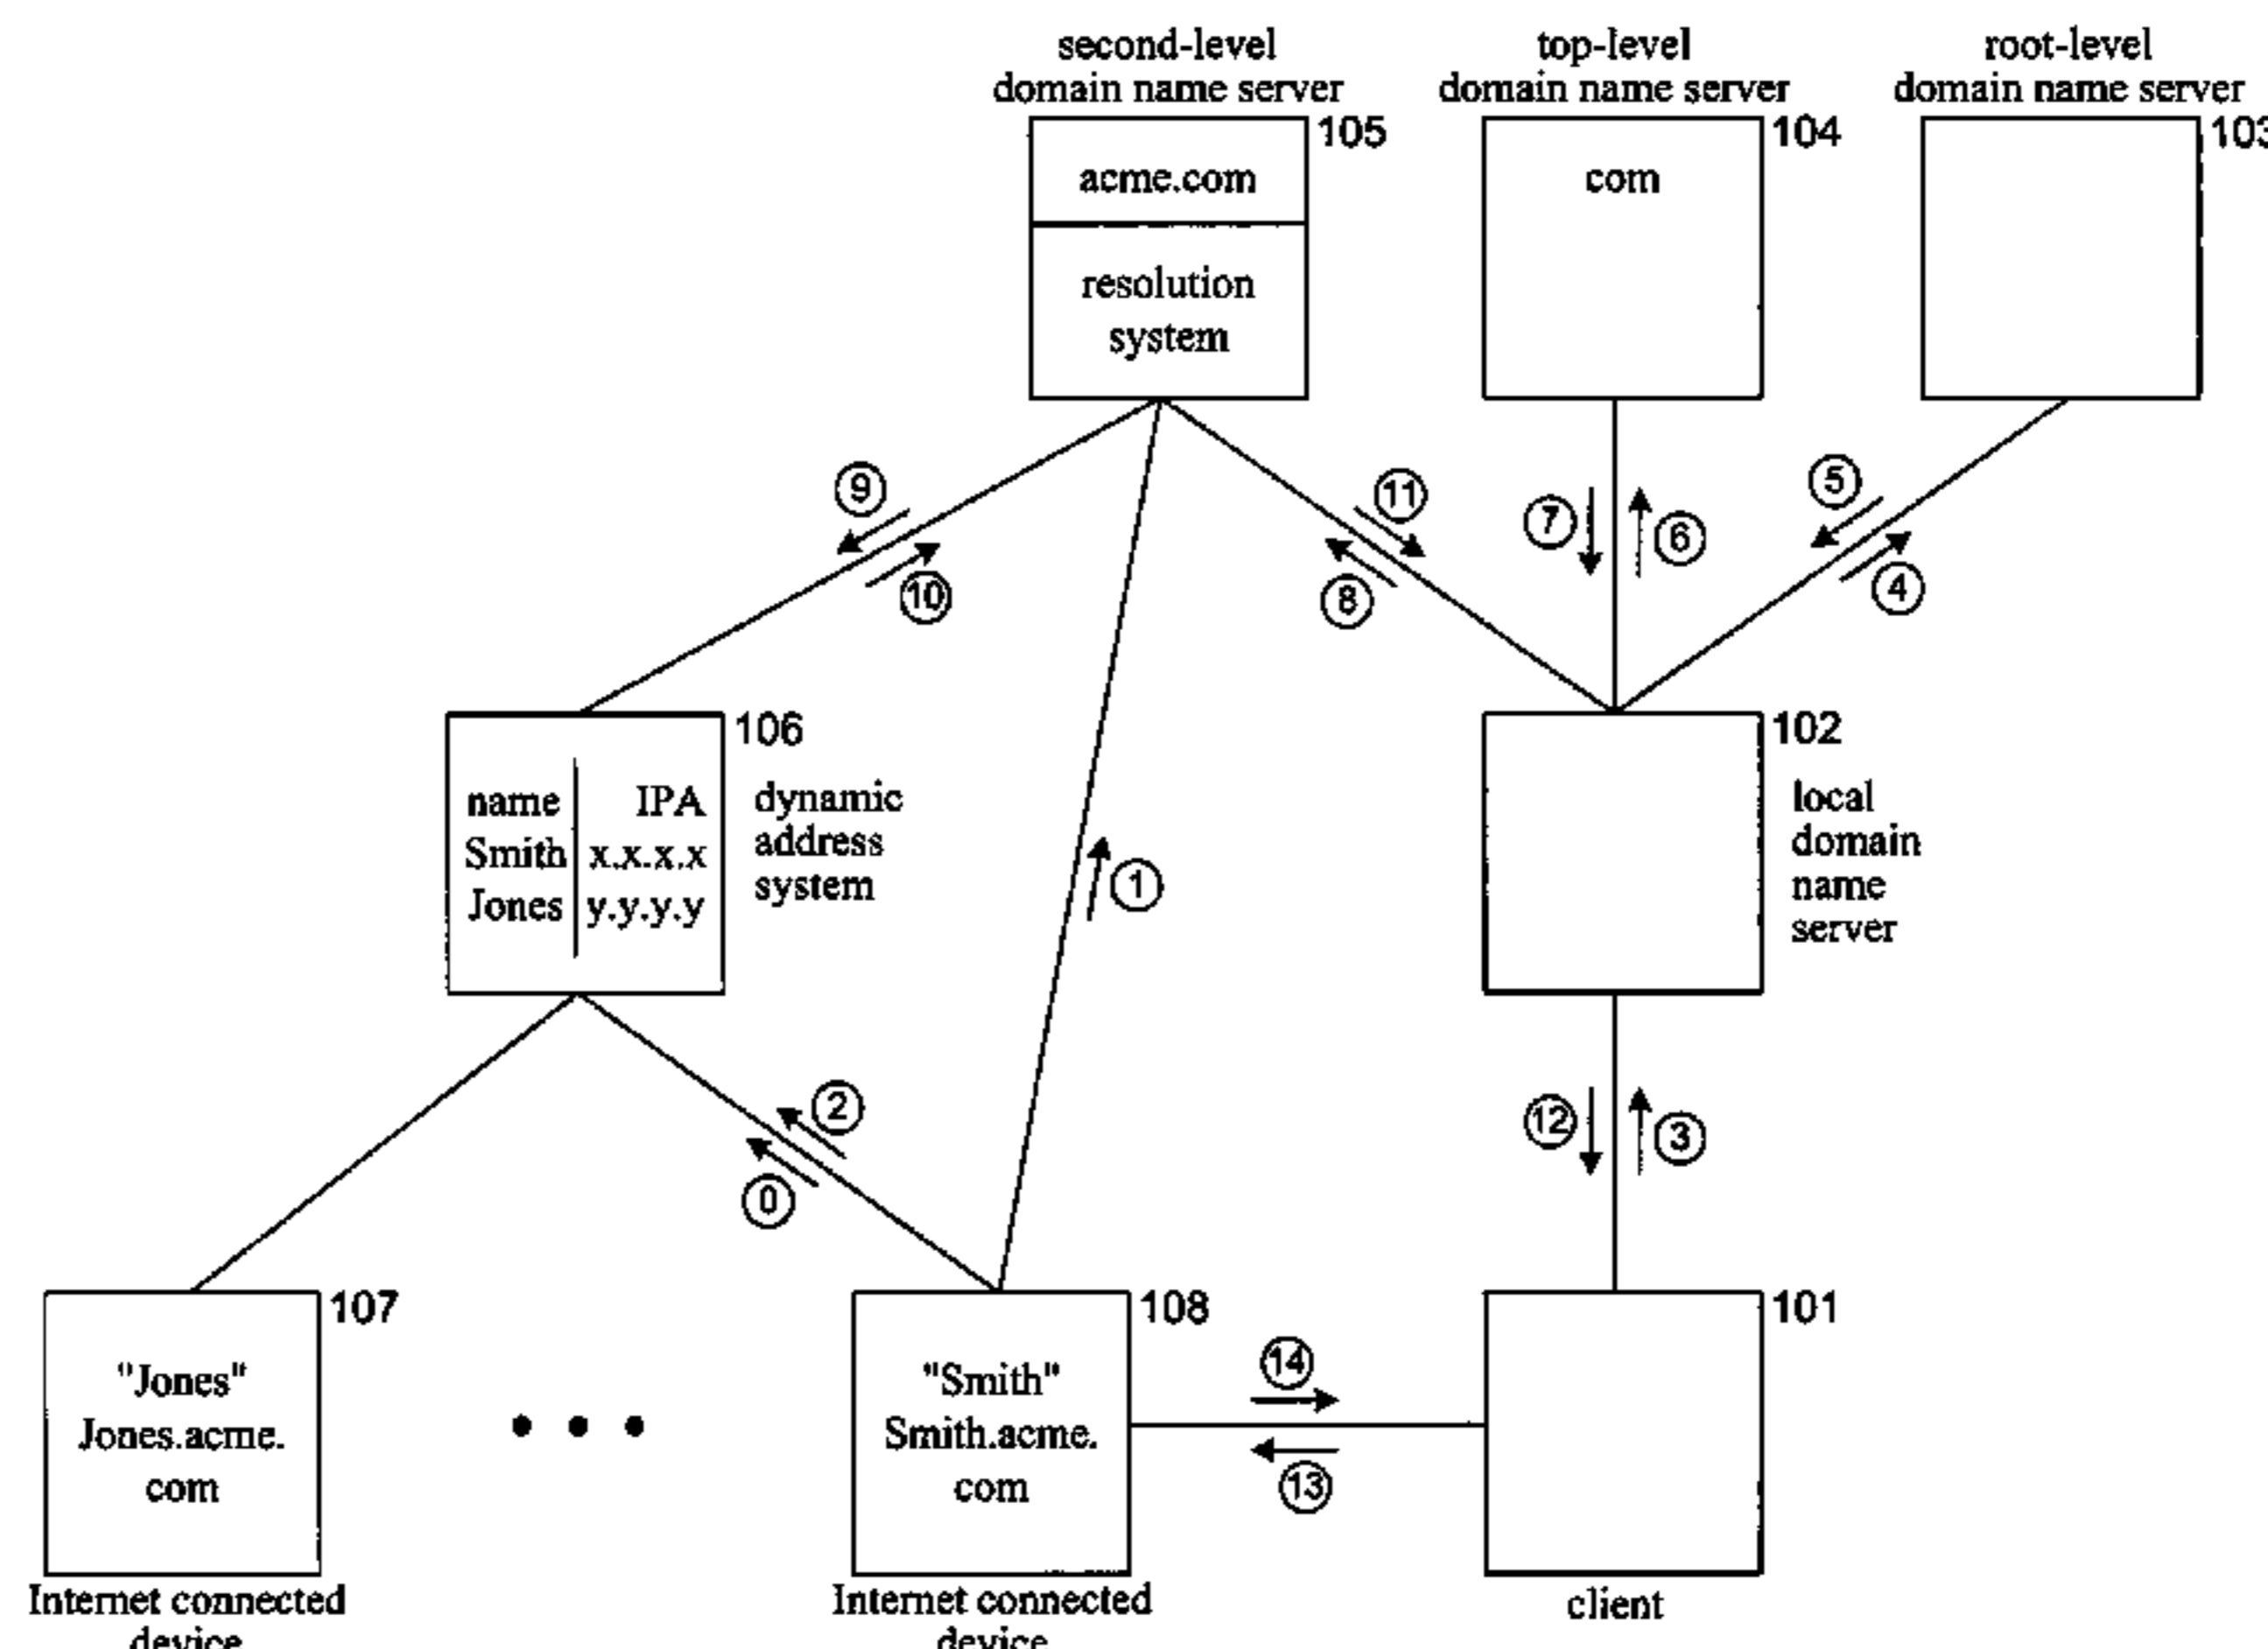 second-level
domain name server
105
acme.com
resolution
system
top-level
domain name server
104
com
root-level
domain name server
103
9
10
11
8
7
6
5
4
106
name IPA
Smith x.x.x.x
Jones y.y.y.y
dynamic
address
system
1
102
local
domain
name
server
2
0
12
3
107
"Jones"
Jones.acme.
com
Internet connected
device
108
"Smith"
Smith.acme.
com
Internet connected
device
14
13
101
client